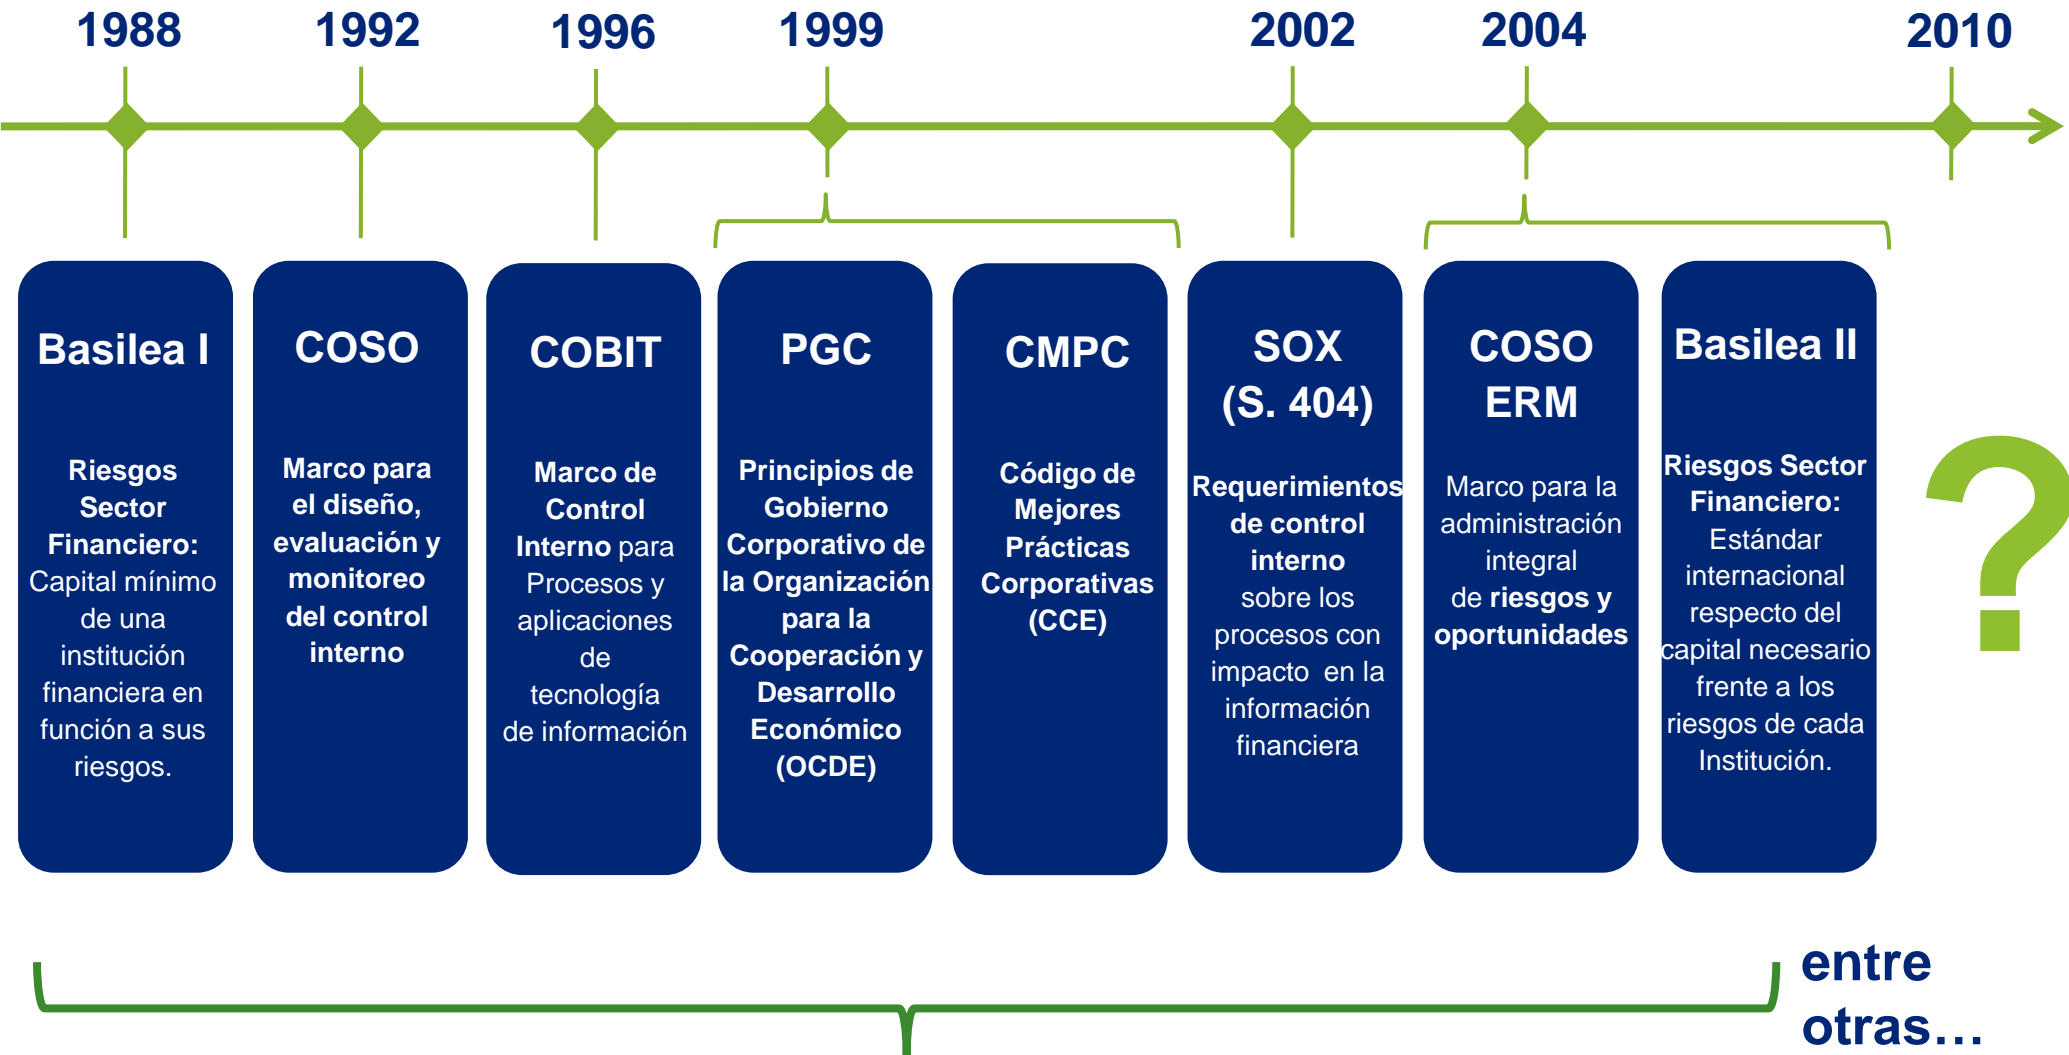 1988
1992
1996
1999
2002
2004
2010
Basilea I
Riesgos
Sector
Financiero:
Capital mínimo
de una
institución
financiera en
función a sus
riesgos.
COSO
Marco para
el diseño,
evaluación y
monitoreo
del control
interno
COBIT
Marco de
Control
Interno para
Procesos y
aplicaciones
de
tecnología
de información
PGC
Principios de
Gobierno
Corporativo de
la Organización
para la
Cooperación y
Desarrollo
Económico
(OCDE)
CMPC
Código de
Mejores
Prácticas
Corporativas
(CCE)
SOX
(S. 404)
Requerimientos
de control
interno
sobre los
procesos con
impacto en la
información
financiera
COSO
ERM
Marco para la
administración
integral
de riesgos y
oportunidades
Basilea II
Riesgos Sector
Financiero:
Estándar
internacional
respecto del
capital necesario
frente a los
riesgos de cada
Institución.
?
entre
otras…